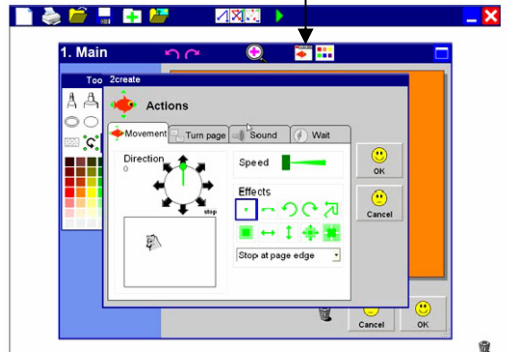 1. Main
Too
2create
Actions
Movement
Turn page
Sound
Wait
Direction
0
stop
Speed
Effects
Stop at page edge
OK
Cancel
Cancel
OK